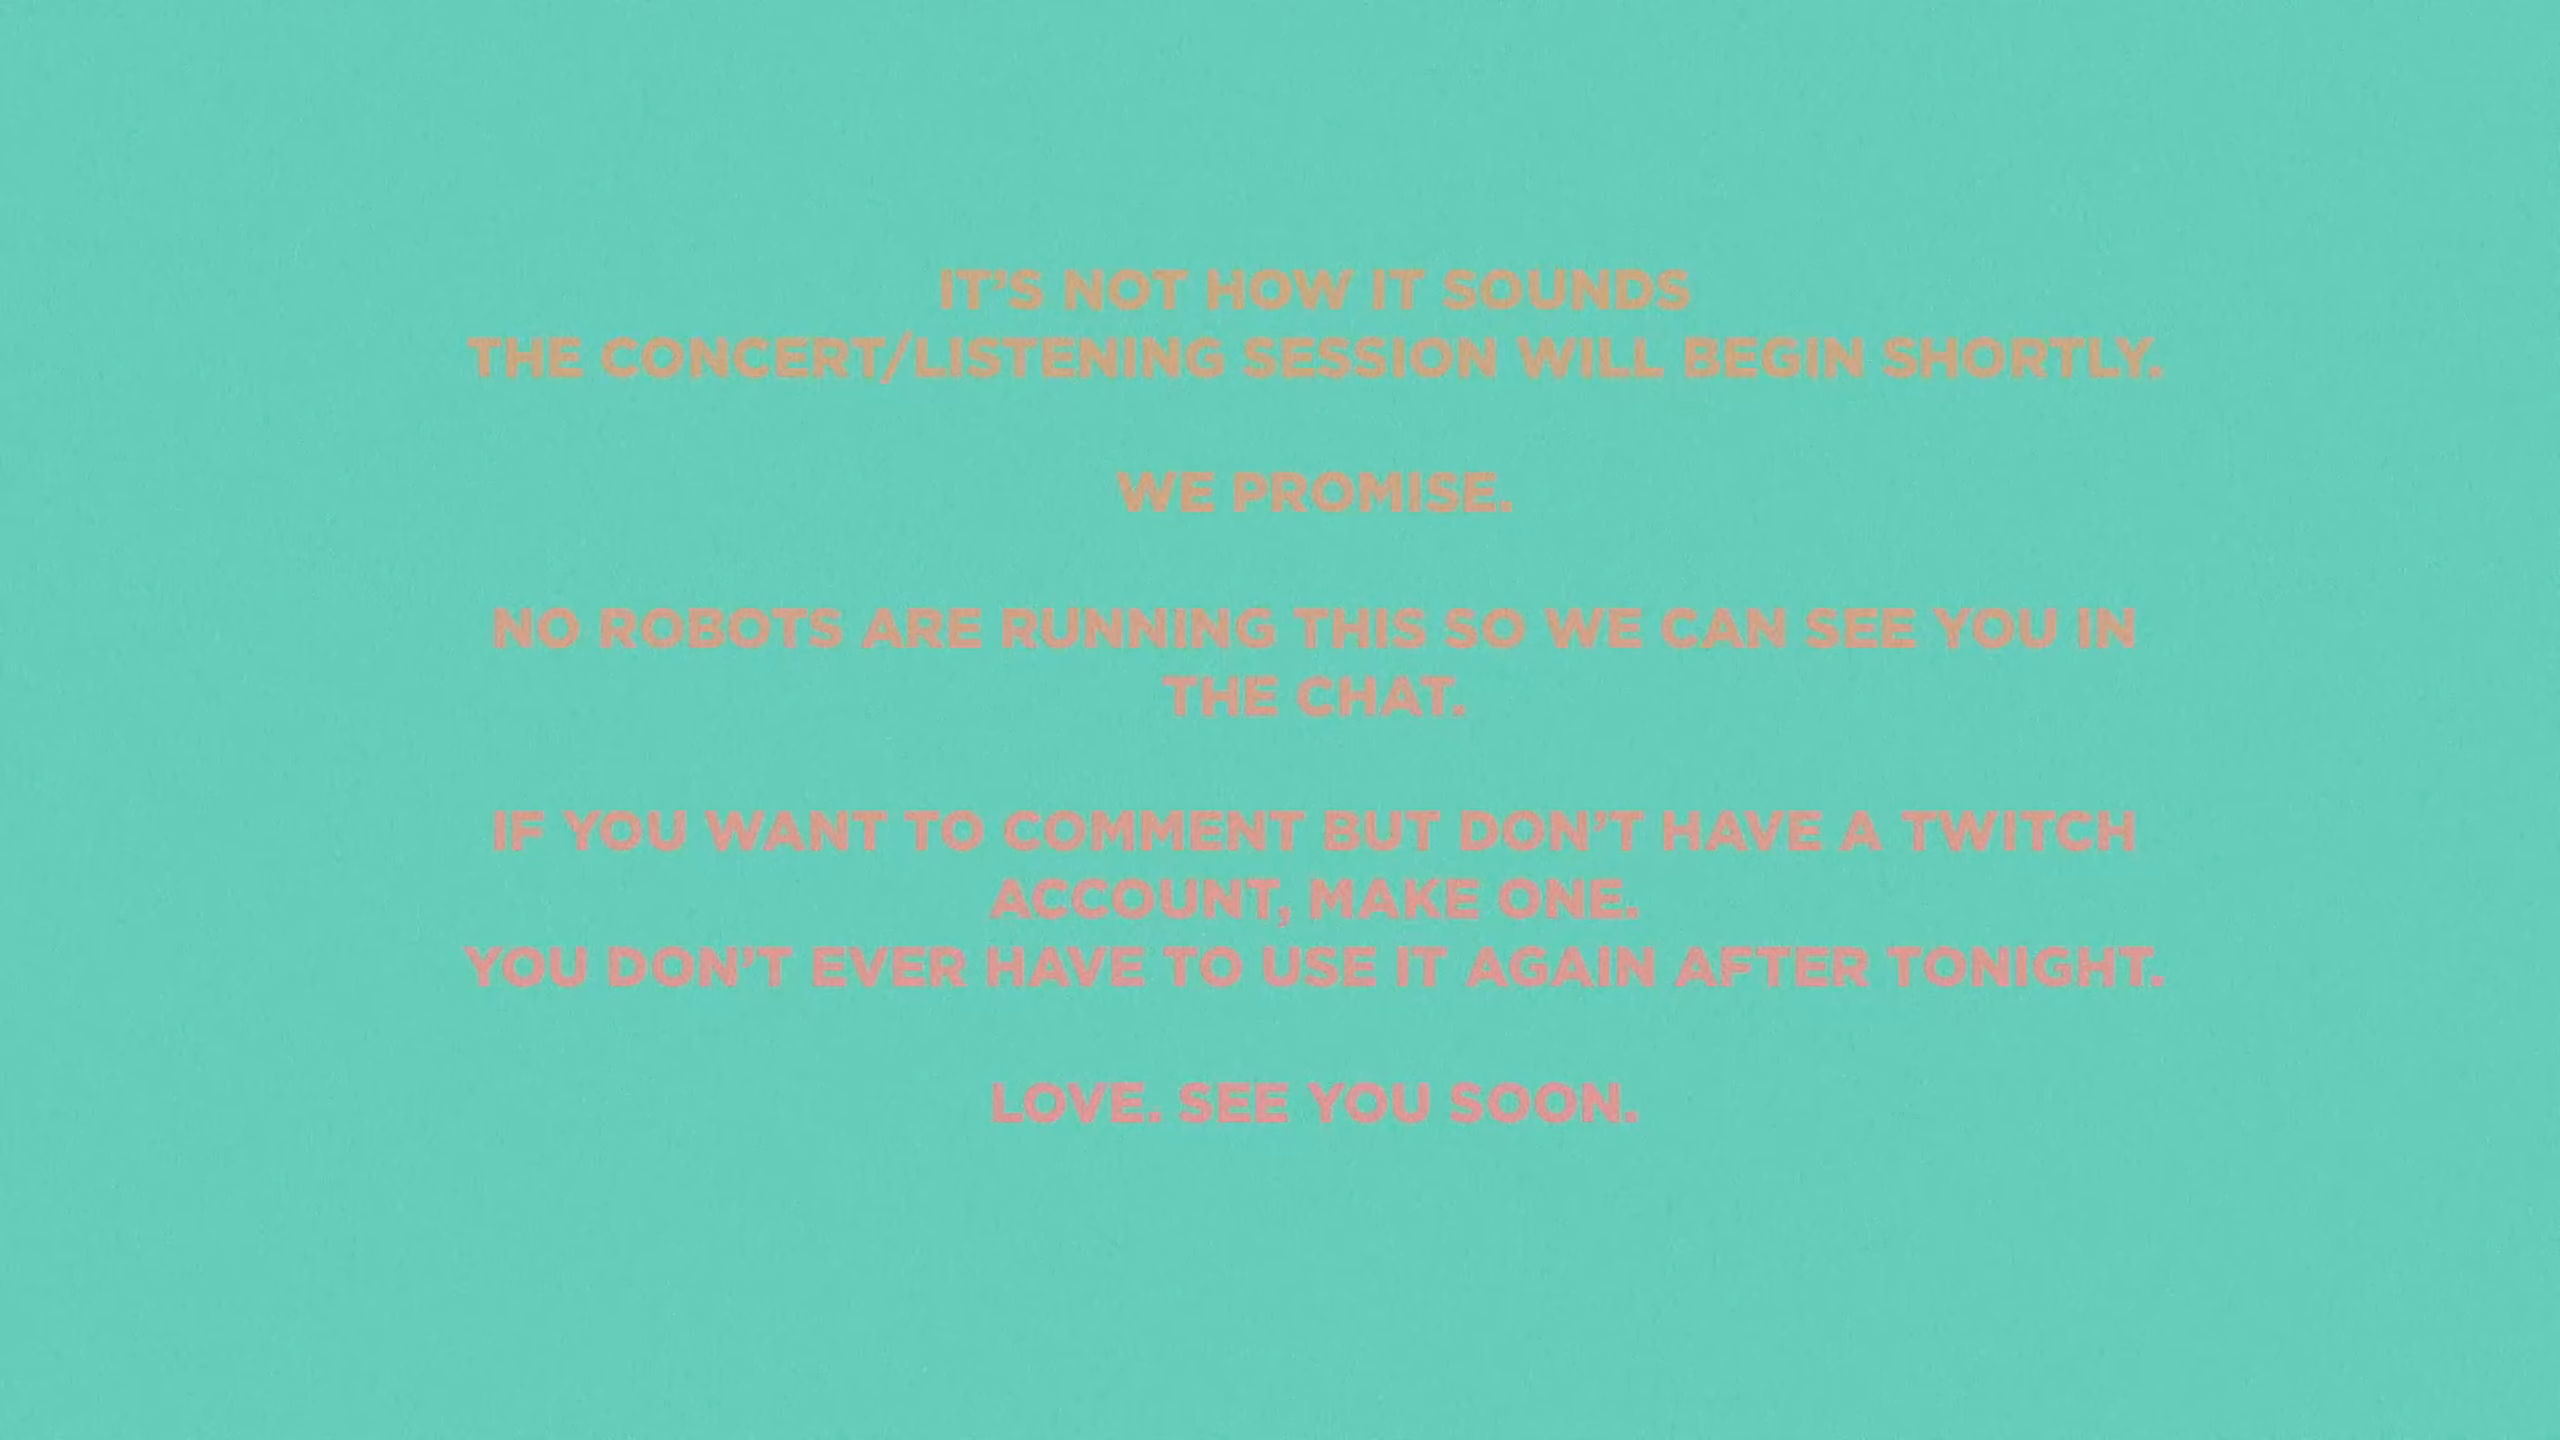 IT’S NOT HOW IT SOUNDS
THE CONCERT/LISTENING SESSION WILL BEGIN SHORTLY.
WE PROMISE.
NO ROBOTS ARE RUNNING THIS SO WE CAN SEE YOU IN
THE CHAT.
IF YOU WANT TO COMMENT BUT DON’T HAVE A TWITCH
ACCOUNT, MAKE ONE.
YOU DON’T EVER HAVE TO USE IT AGAIN AFTER TONIGHT.
LOVE. SEE YOU SOON.